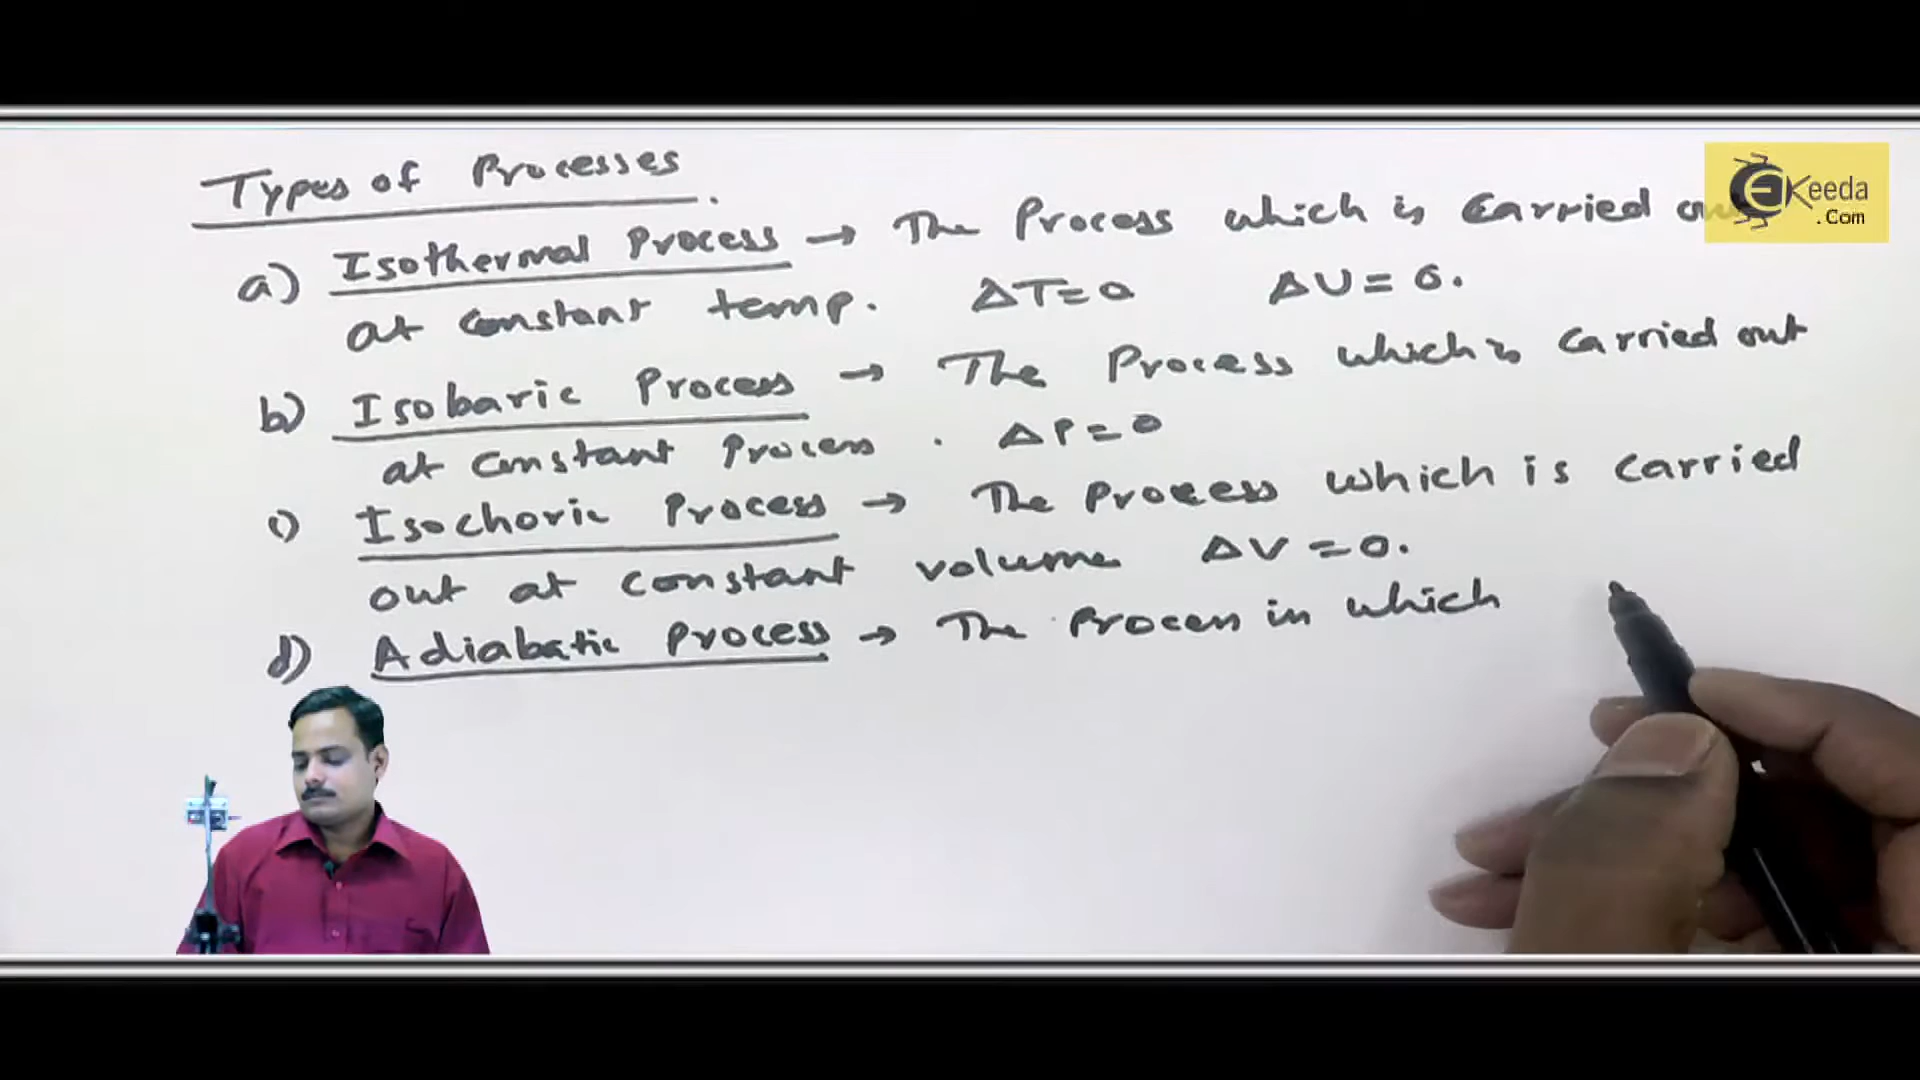 Types of Processes.
a) Isothermal Process → The Process which is Carried out
at constant temp. ΔT=0 ΔU=0.
b) Isobaric Process → The Process which is carried out
at constant Process. ΔP=0
c) Isochoric Process → The Process which is carried
out at constant volume ΔV=0.
d) Adiabatic Process → The Process in which
EKeeda
.Com